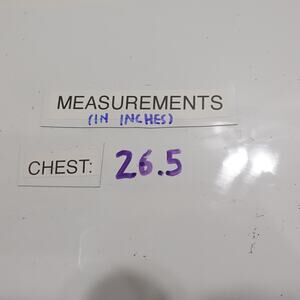 MEASUREMENTS
(IN INCHES)
CHEST: 26.5